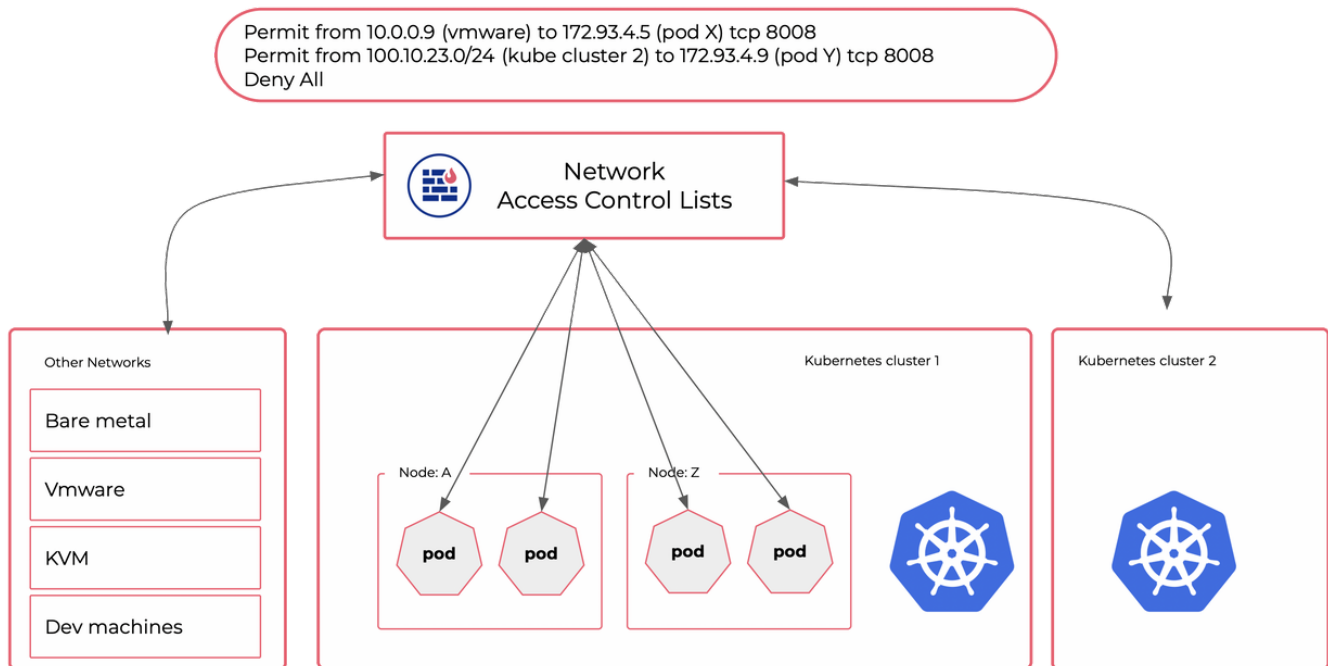 Permit from 10.0.0.9 (vmware) to 172.93.4.5 (pod X) tcp 8008
Permit from 100.10.23.0/24 (kube cluster 2) to 172.93.4.9 (pod Y) tcp 8008
Deny All
Network
Access Control Lists
Other Networks
Bare metal
Vmware
KVM
Dev machines
Kubernetes cluster 1
Node: A
pod
pod
Node: Z
pod
pod
Kubernetes cluster 2